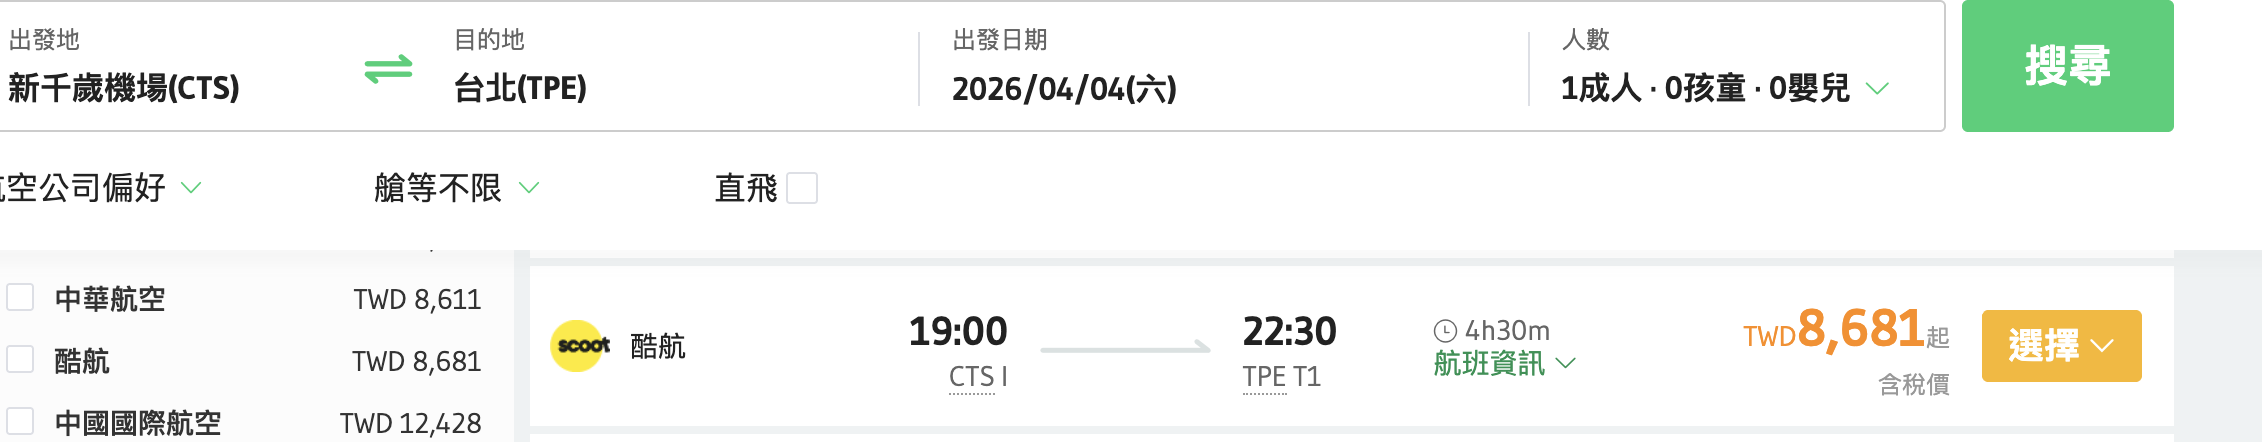 出發地
新千歲機場(CTS)
目的地
台北(TPE)
出發日期
2026/04/04(六)
人數
1成人 · 0孩童 · 0嬰兒
搜尋
空公司偏好
艙等不限
直飛
中華航空 TWD 8,611
酷航 TWD 8,681
中國國際航空 TWD 12,428
scoot 酷航
19:00
CTS I
22:30
TPE T1
4h30m
航班資訊
TWD8,681起
含稅價
選擇